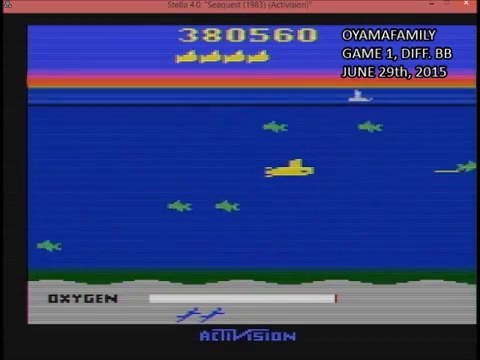 Stella 4.0: "Seaquest (1983) (Activision)"
380560
OYAMAFAMILY
GAME 1, DIFF. BB
JUNE 29th, 2015
OXYGEN
ACTIVISION